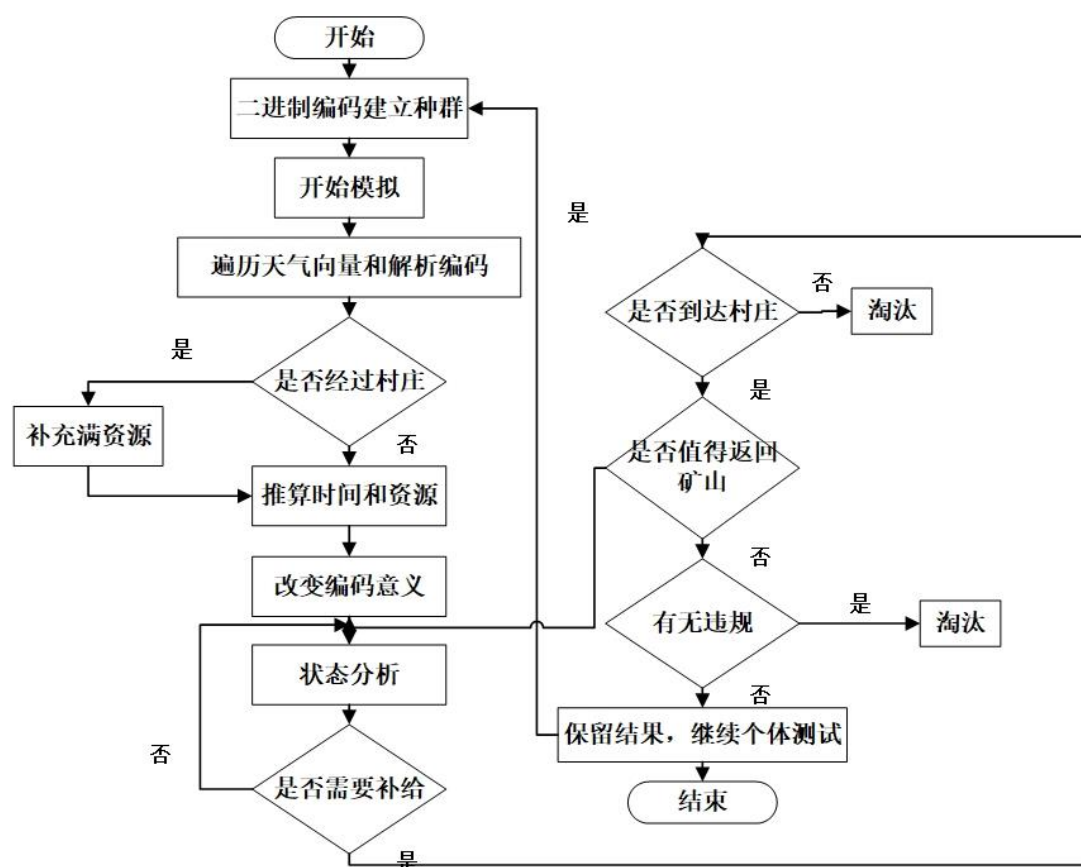 开始
二进制编码建立种群
开始模拟
遍历天气向量和解析编码
是
是否经过村庄
补充满资源
否
推算时间和资源
改变编码意义
状态分析
否
是否需要补给
是
是
是否到达村庄
否
淘汰
是
是否值得返回
矿山
否
有无违规
是
淘汰
否
保留结果，继续个体测试
结束